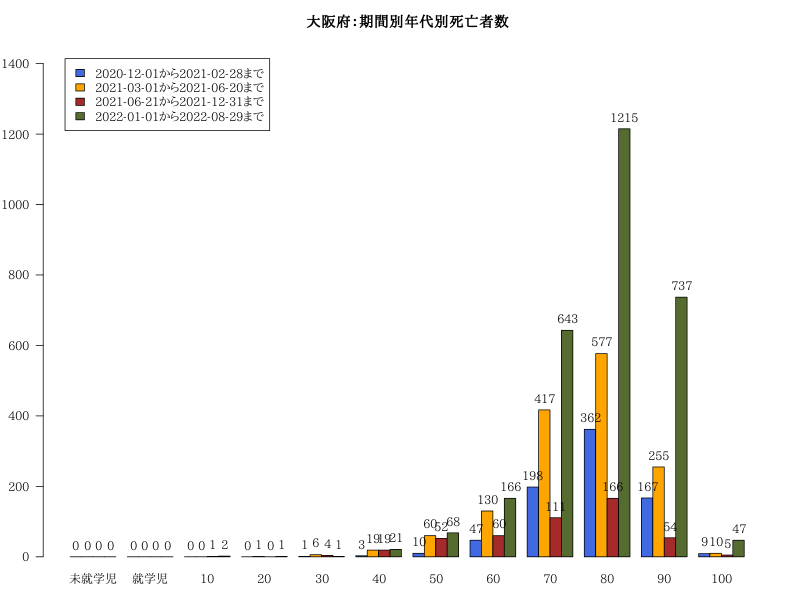 大阪府：期間別年代別死亡者数
2020-12-01から2021-02-28まで
2021-03-01から2021-06-20まで
2021-06-21から2021-12-31まで
2022-01-01から2022-08-29まで
1400
1200
1000
800
600
400
200
0
0 0 0 0
0 0 0 0
0 0 1 2
0 1 0 1
1 6 4 1
3 19 19 21
10 60 52 68
47 130 60 166
198 417 111 643
362 577 166 1215
167 255 54 737
9 10 5 47
未就学児 就学児 10 20 30 40 50 60 70 80 90 100